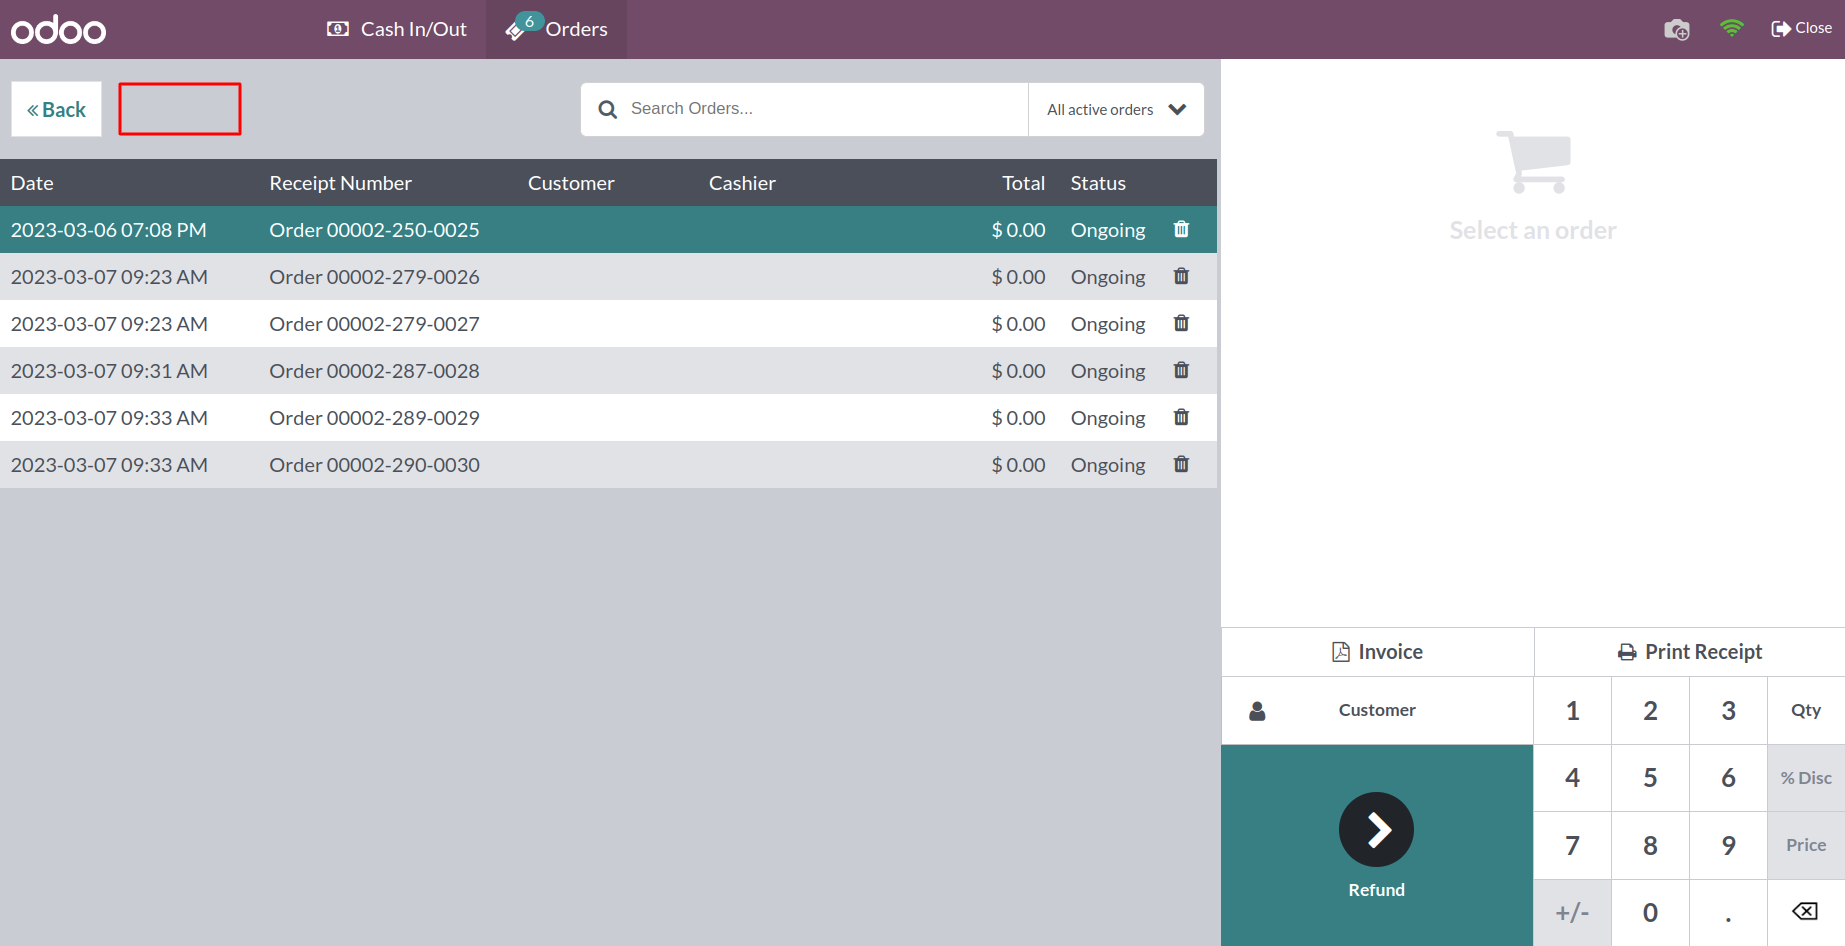 odoo Cash In/Out 6 Orders Close
« Back Search Orders... All active orders
Date Receipt Number Customer Cashier Total Status
2023-03-06 07:08 PM Order 00002-250-0025 $ 0.00 Ongoing
2023-03-07 09:23 AM Order 00002-279-0026 $ 0.00 Ongoing
2023-03-07 09:23 AM Order 00002-279-0027 $ 0.00 Ongoing
2023-03-07 09:31 AM Order 00002-287-0028 $ 0.00 Ongoing
2023-03-07 09:33 AM Order 00002-289-0029 $ 0.00 Ongoing
2023-03-07 09:33 AM Order 00002-290-0030 $ 0.00 Ongoing
Select an order
Invoice Print Receipt
Customer 1 2 3 Qty
4 5 6 % Disc
7 8 9 Price
Refund
+/- 0 .